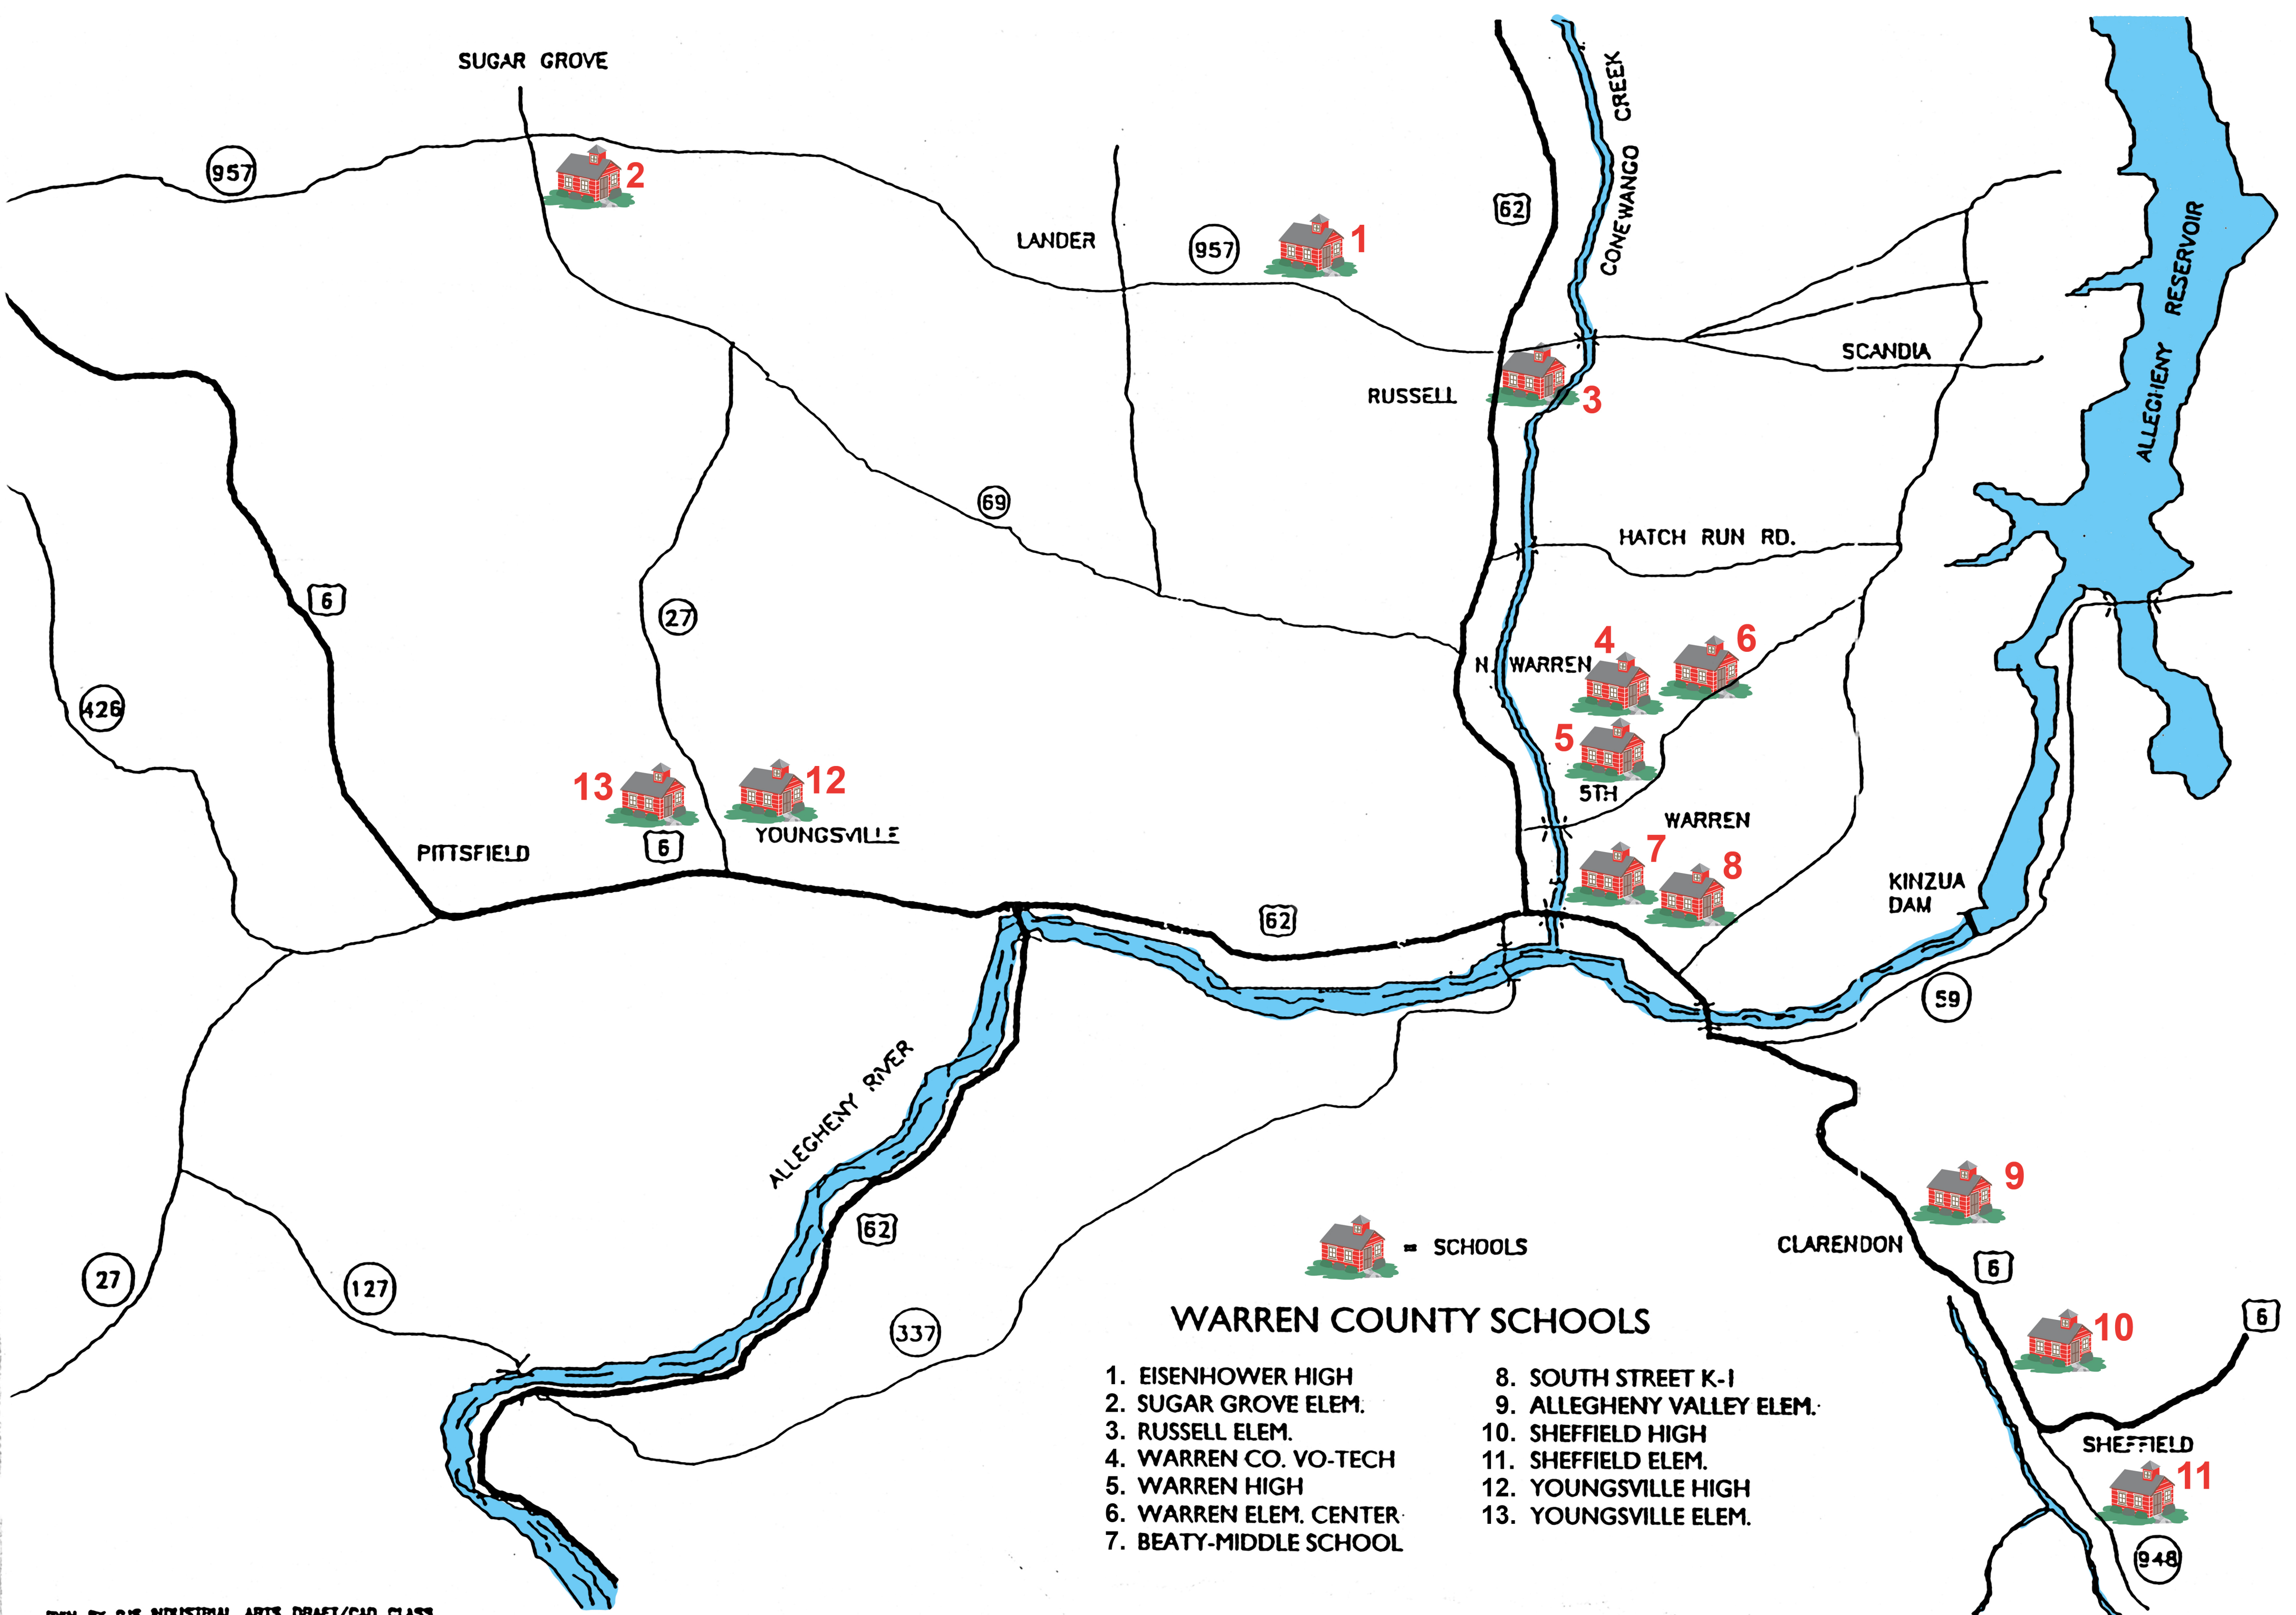 SUGAR GROVE
957
2
LANDER
957
1
62
CONEWANGO CREEK
ALLEGHENY RESERVOIR
SCANDIA
RUSSELL
3
69
HATCH RUN RD.
6
27
426
N. WARREN
4
6
5
5TH
WARREN
13
12
YOUNGSVILLE
6
PITTSFIELD
7
8
KINZUA
DAM
62
59
ALLEGHENY RIVER
62
9
CLARENDON
6
27
127
337
= SCHOOLS
10
6
SHEFFIELD
11
948
WARREN COUNTY SCHOOLS
1. EISENHOWER HIGH
2. SUGAR GROVE ELEM.
3. RUSSELL ELEM.
4. WARREN CO. VO-TECH
5. WARREN HIGH
6. WARREN ELEM. CENTER
7. BEATY-MIDDLE SCHOOL
8. SOUTH STREET K-1
9. ALLEGHENY VALLEY ELEM.
10. SHEFFIELD HIGH
11. SHEFFIELD ELEM.
12. YOUNGSVILLE HIGH
13. YOUNGSVILLE ELEM.
INDUSTRIAL ARTS DRAFT/CAD CLASS